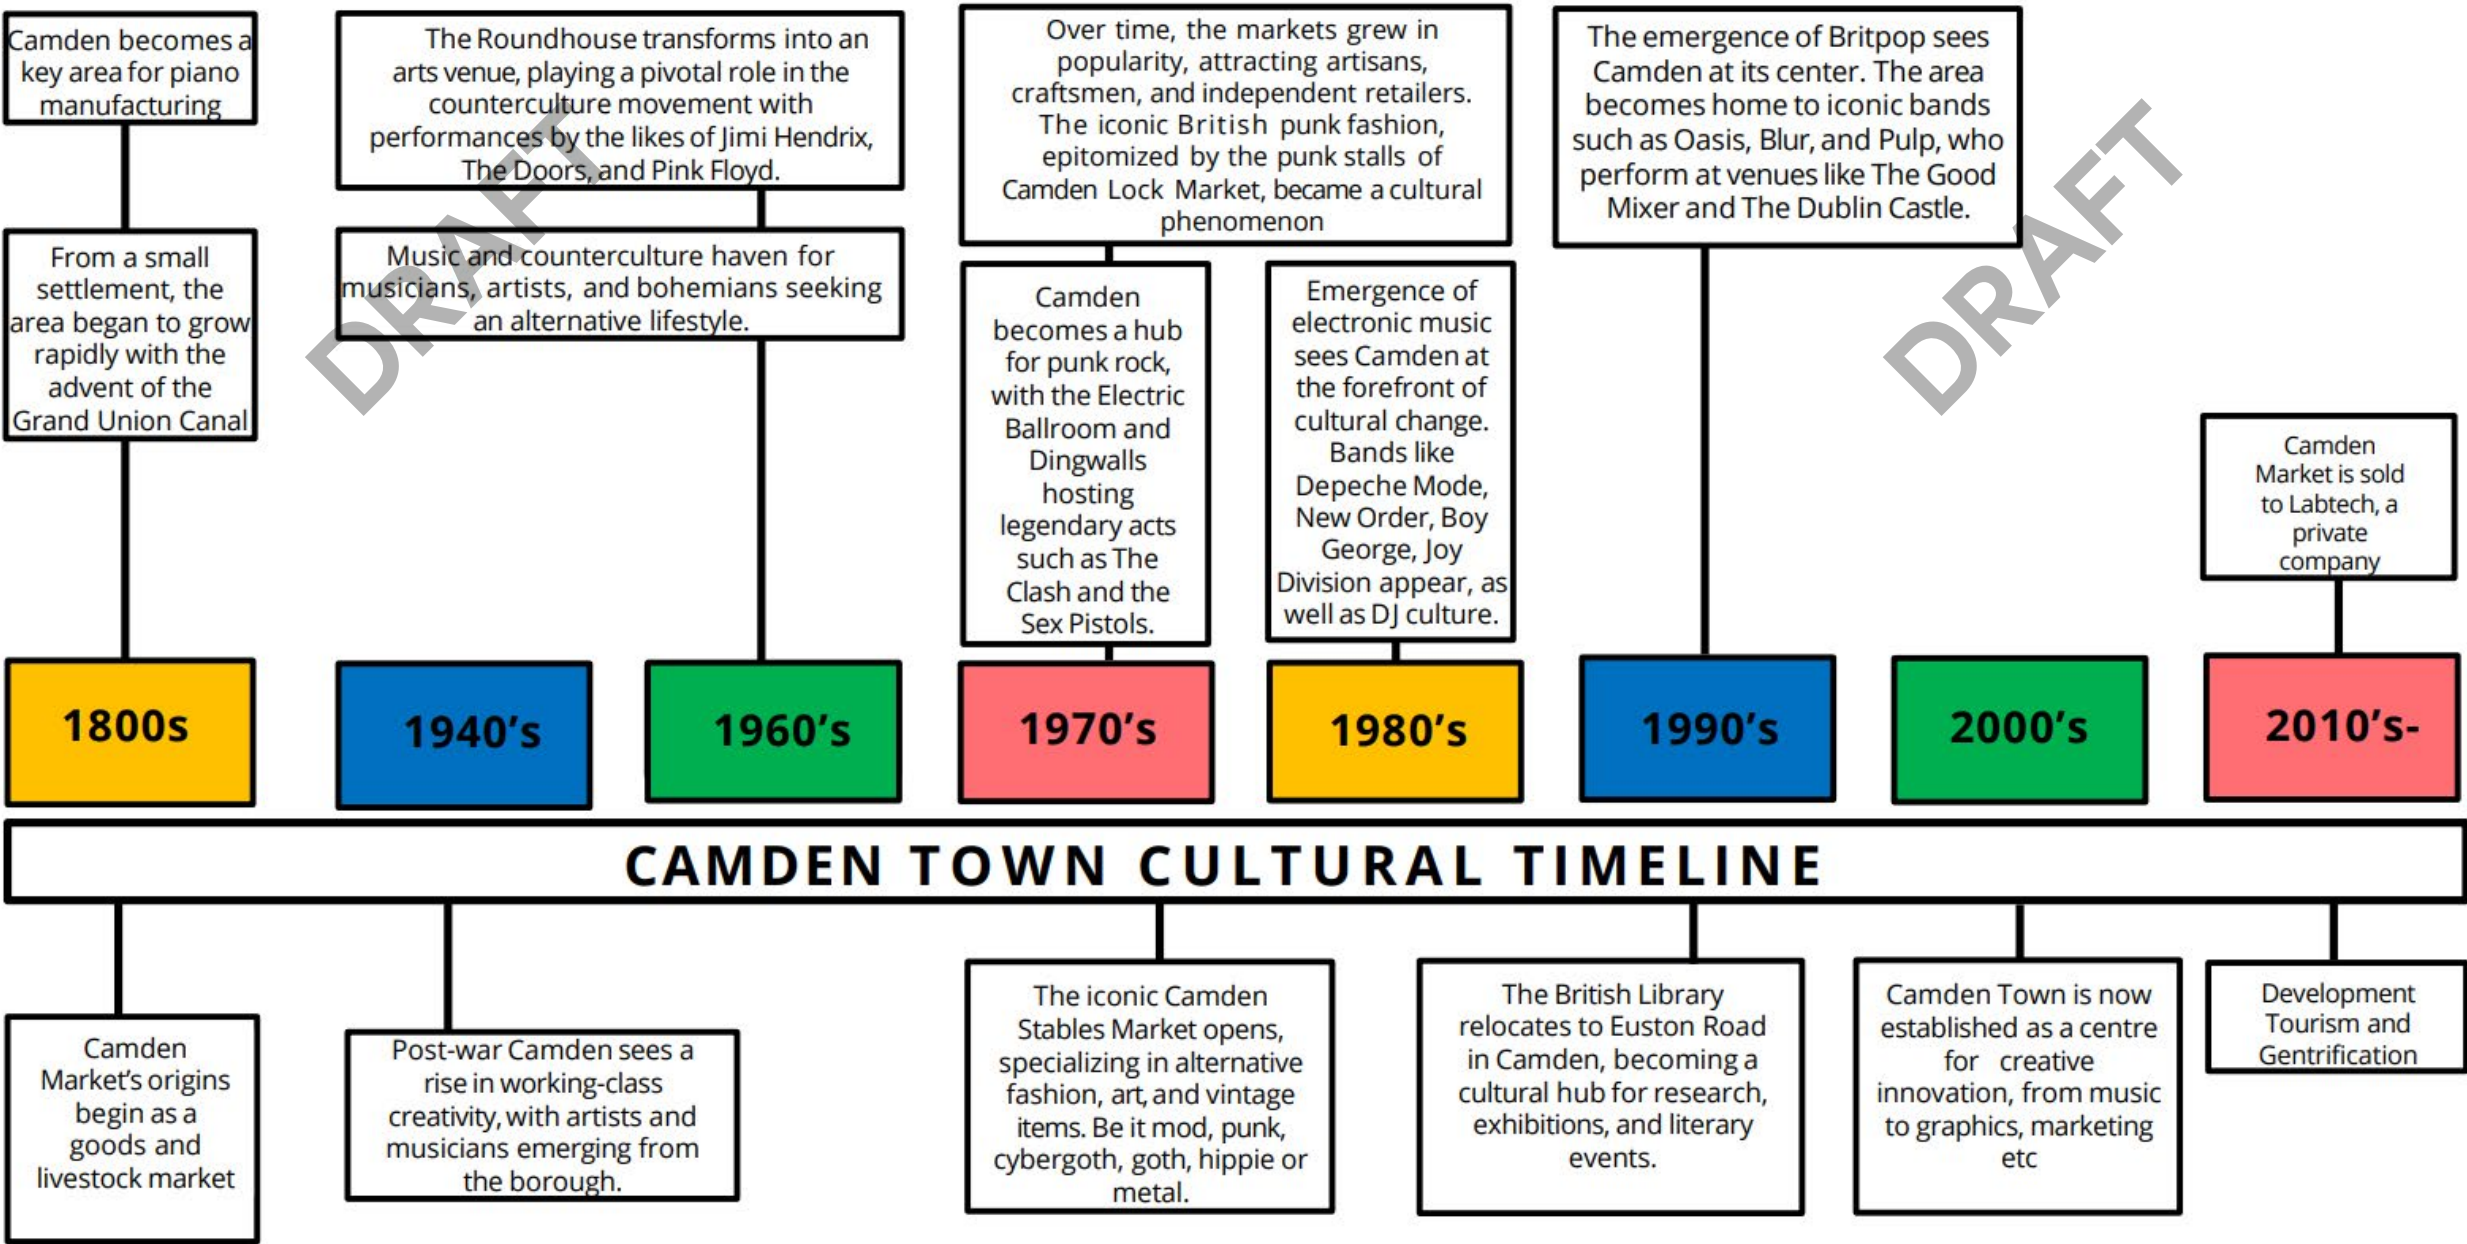 Camden becomes a
key area for piano
manufacturing
From a small
settlement, the
area began to grow
rapidly with the
advent of the
Grand Union Canal
The Roundhouse transforms into an
arts venue, playing a pivotal role in the
counterculture movement with
performances by the likes of Jimi Hendrix,
The Doors, and Pink Floyd.
Music and counterculture haven for
musicians, artists, and bohemians seeking
an alternative lifestyle.
Over time, the markets grew in
popularity, attracting artisans,
craftsmen, and independent retailers.
The iconic British punk fashion,
epitomized by the punk stalls of
Camden Lock Market, became a cultural
phenomenon
Camden
becomes a hub
for punk rock,
with the Electric
Ballroom and
Dingwalls
hosting
legendary acts
such as The
Clash and the
Sex Pistols.
Emergence of
electronic music
sees Camden at
the forefront of
cultural change.
Bands like
Depeche Mode,
New Order, Boy
George, Joy
Division appear, as
well as DJ culture.
The emergence of Britpop sees
Camden at its center. The area
becomes home to iconic bands
such as Oasis, Blur, and Pulp, who
perform at venues like The Good
Mixer and The Dublin Castle.
Camden
Market is sold
to Labtech, a
private
company
DRAFT
DRAFT
1800s
1940’s
1960’s
1970’s
1980’s
1990’s
2000’s
2010’s-
CAMDEN TOWN CULTURAL TIMELINE
Camden
Market’s origins
begin as a
goods and
livestock market
Post-war Camden sees a
rise in working-class
creativity, with artists and
musicians emerging from
the borough.
The iconic Camden
Stables Market opens,
specializing in alternative
fashion, art, and vintage
items. Be it mod, punk,
cybergoth, goth, hippie or
metal.
The British Library
relocates to Euston Road
in Camden, becoming a
cultural hub for research,
exhibitions, and literary
events.
Camden Town is now
established as a centre
for creative
innovation, from music
to graphics, marketing
etc
Development
Tourism and
Gentrification